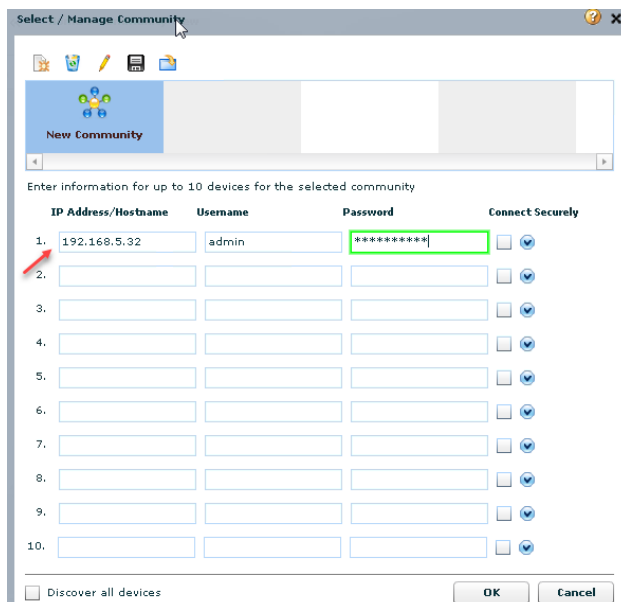 Select / Manage Community
New Community
Enter information for up to 10 devices for the selected community
IP Address/Hostname Username Password Connect Securely
1. 192.168.5.32 admin **********
2.
3.
4.
5.
6.
7.
8.
9.
10.
Discover all devices OK Cancel